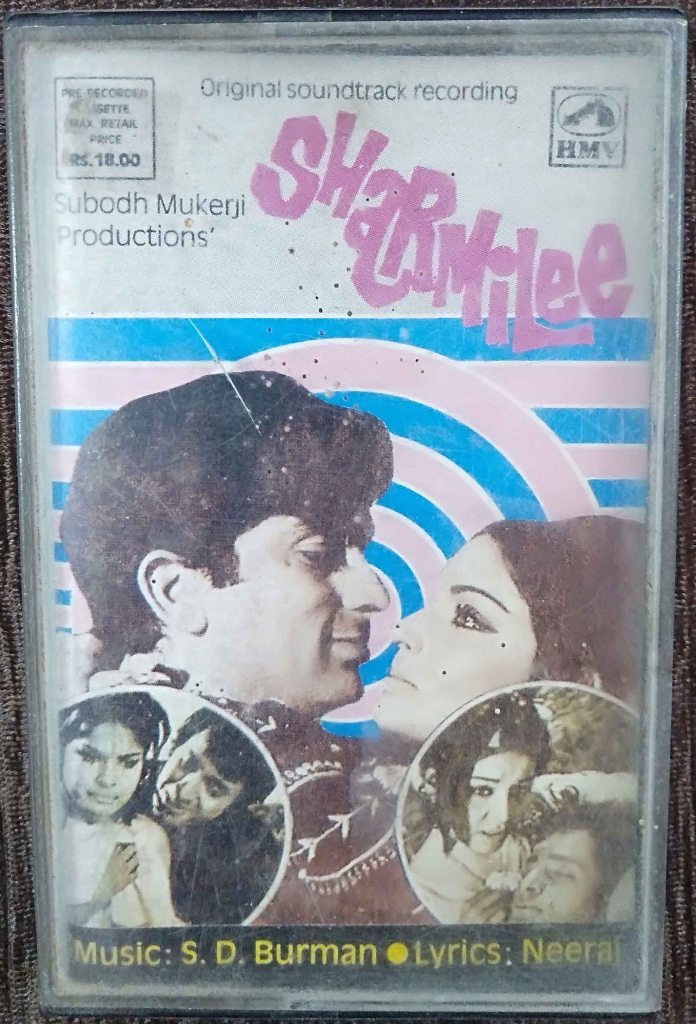 Original soundtrack recording
PRE-RECORDED
CASSETTE
MAX. RETAIL
PRICE
RS.18.00
HMV
SHARMILEE
Subodh Mukerji
Productions'
Music: S. D. Burman ● Lyrics: Neeraj